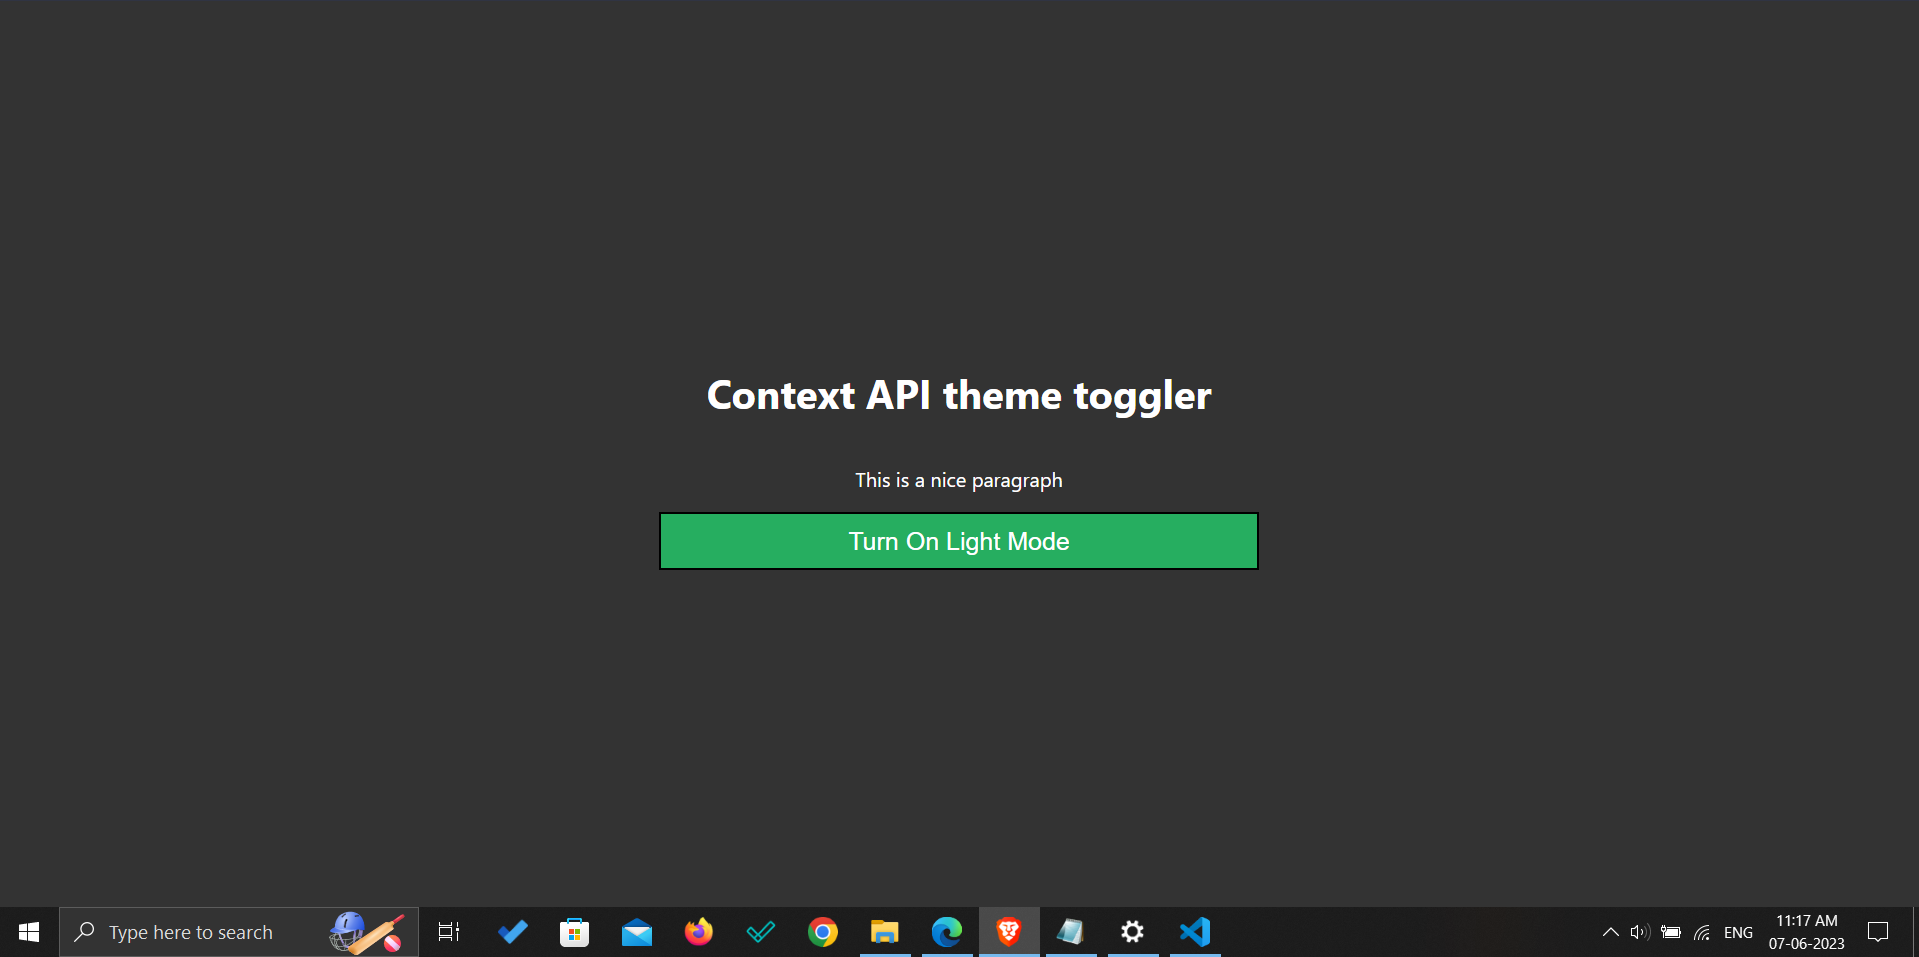 Context API theme toggler
This is a nice paragraph
Turn On Light Mode
Type here to search
ENG
11:17 AM
07-06-2023